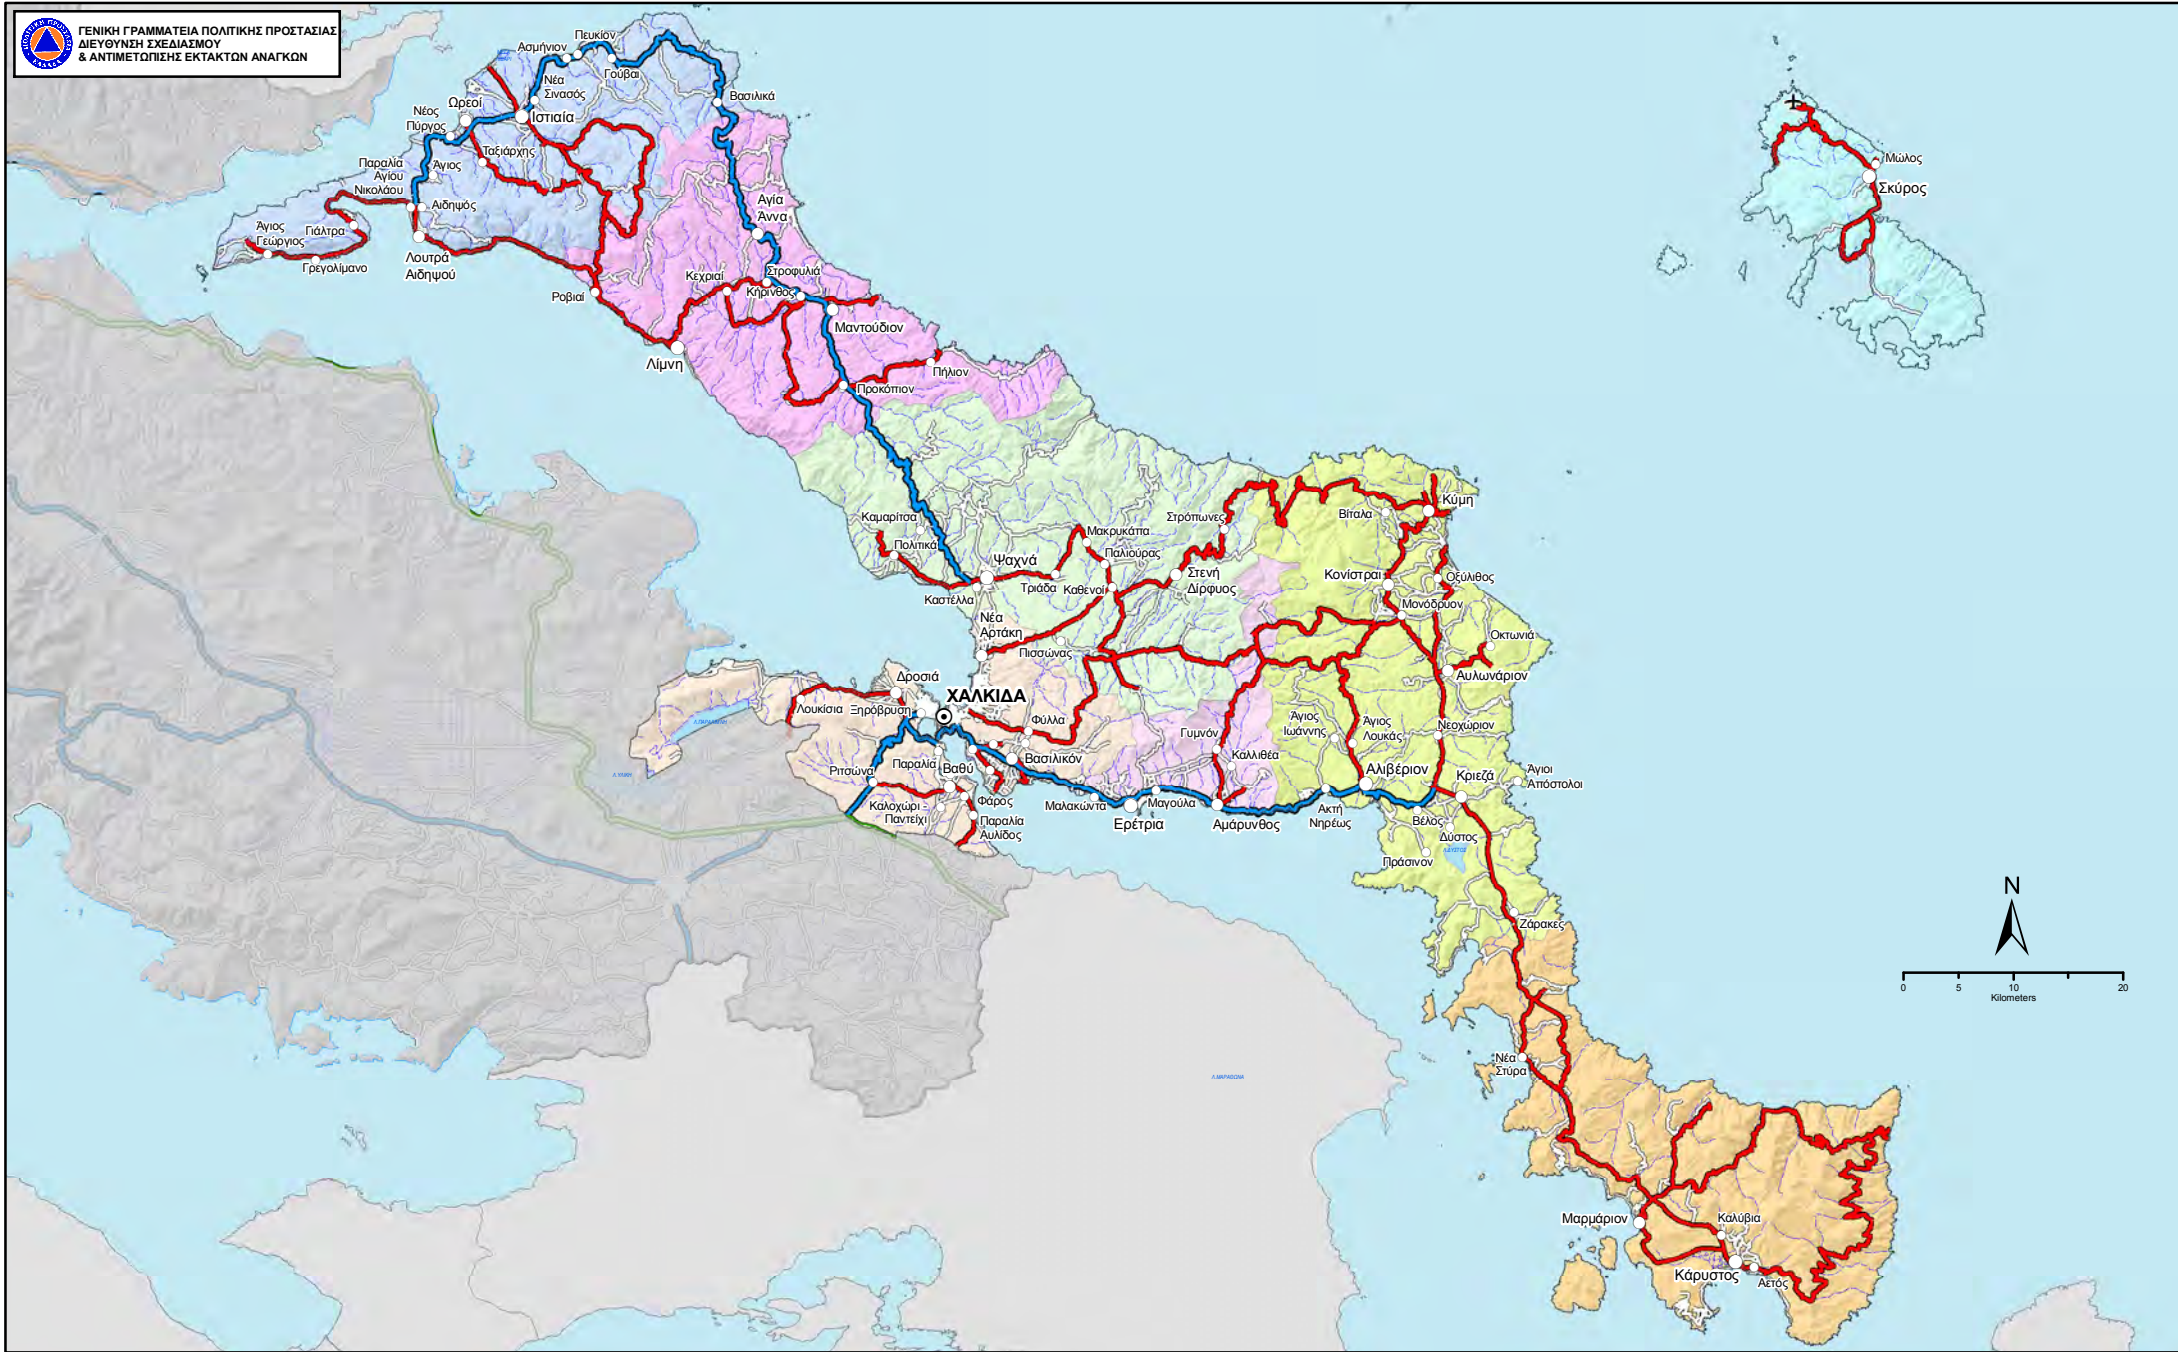 ΓΕΝΙΚΗ ΓΡΑΜΜΑΤΕΙΑ ΠΟΛΙΤΙΚΗΣ ΠΡΟΣΤΑΣΙΑΣ
ΔΙΕΥΘΥΝΣΗ ΣΧΕΔΙΑΣΜΟΥ
& ΑΝΤΙΜΕΤΩΠΙΣΗΣ ΕΚΤΑΚΤΩΝ ΑΝΑΓΚΩΝ
Πευκίον
Ασμήνιον
Γούβαι
Νέα
Σινασός
Βασιλικά
Ωρεοί
Νέος
Πύργος
Ιστιαία
Ταξιάρχης
Παραλία
Αγίου
Νικολάου
Άγιος
Αιδηψός
Άγιος
Γεώργιος
Γιάλτρα
Γρεγολίμανο
Λουτρά
Αιδηψού
Αγία
Άννα
Ροβιαί
Κεχριαί
Στροφυλιά
Κήρινθος
Μαντούδιον
Λίμνη
Πήλιον
Προκόπιον
Μώλος
Σκύρος
Καμαρίτσα
Πολιτικά
Ψαχνά
Καστέλλα
Τριάδα
Μακρυκάπα
Παλιούρας
Καθενοί
Στρόπωνες
Στενή
Δίρφυος
Βίταλα
Κύμη
Κονίστραι
Οξύλιθος
Μονόδρυον
Οκτωνιά
Αυλωνάριον
Νέα
Αρτάκη
Πισσώνας
Δροσιά
ΧΑΛΚΙΔΑ
Λουκίσια
Ξηρόβρυση
Φύλλα
Λ.ΠΑΡΑΛΙΜΝΗ
Λ.ΥΛΙΚΗ
Ριτσώνα
Παραλία
Βαθύ
Βασιλικόν
Γυμνόν
Καλλιθέα
Άγιος
Ιωάννης
Άγιος
Λουκάς
Νεοχώριον
Αλιβέριον
Κριεζά
Άγιοι
Απόστολοι
Καλοχώρι -
Παντείχι
Φάρος
Παραλία
Αυλίδος
Μαλακώντα
Μαγούλα
Ερέτρια
Αμάρυνθος
Ακτή
Νηρέως
Βέλος
Δύστος
Λ.ΔΥΣΤΟΣ
Πράσινον
Ζάρακες
N
0
5
10
20
Kilometers
Νέα
Στύρα
Λ.ΜΑΡΑΘΩΝΑ
Μαρμάριον
Καλύβια
Κάρυστος
Αετός